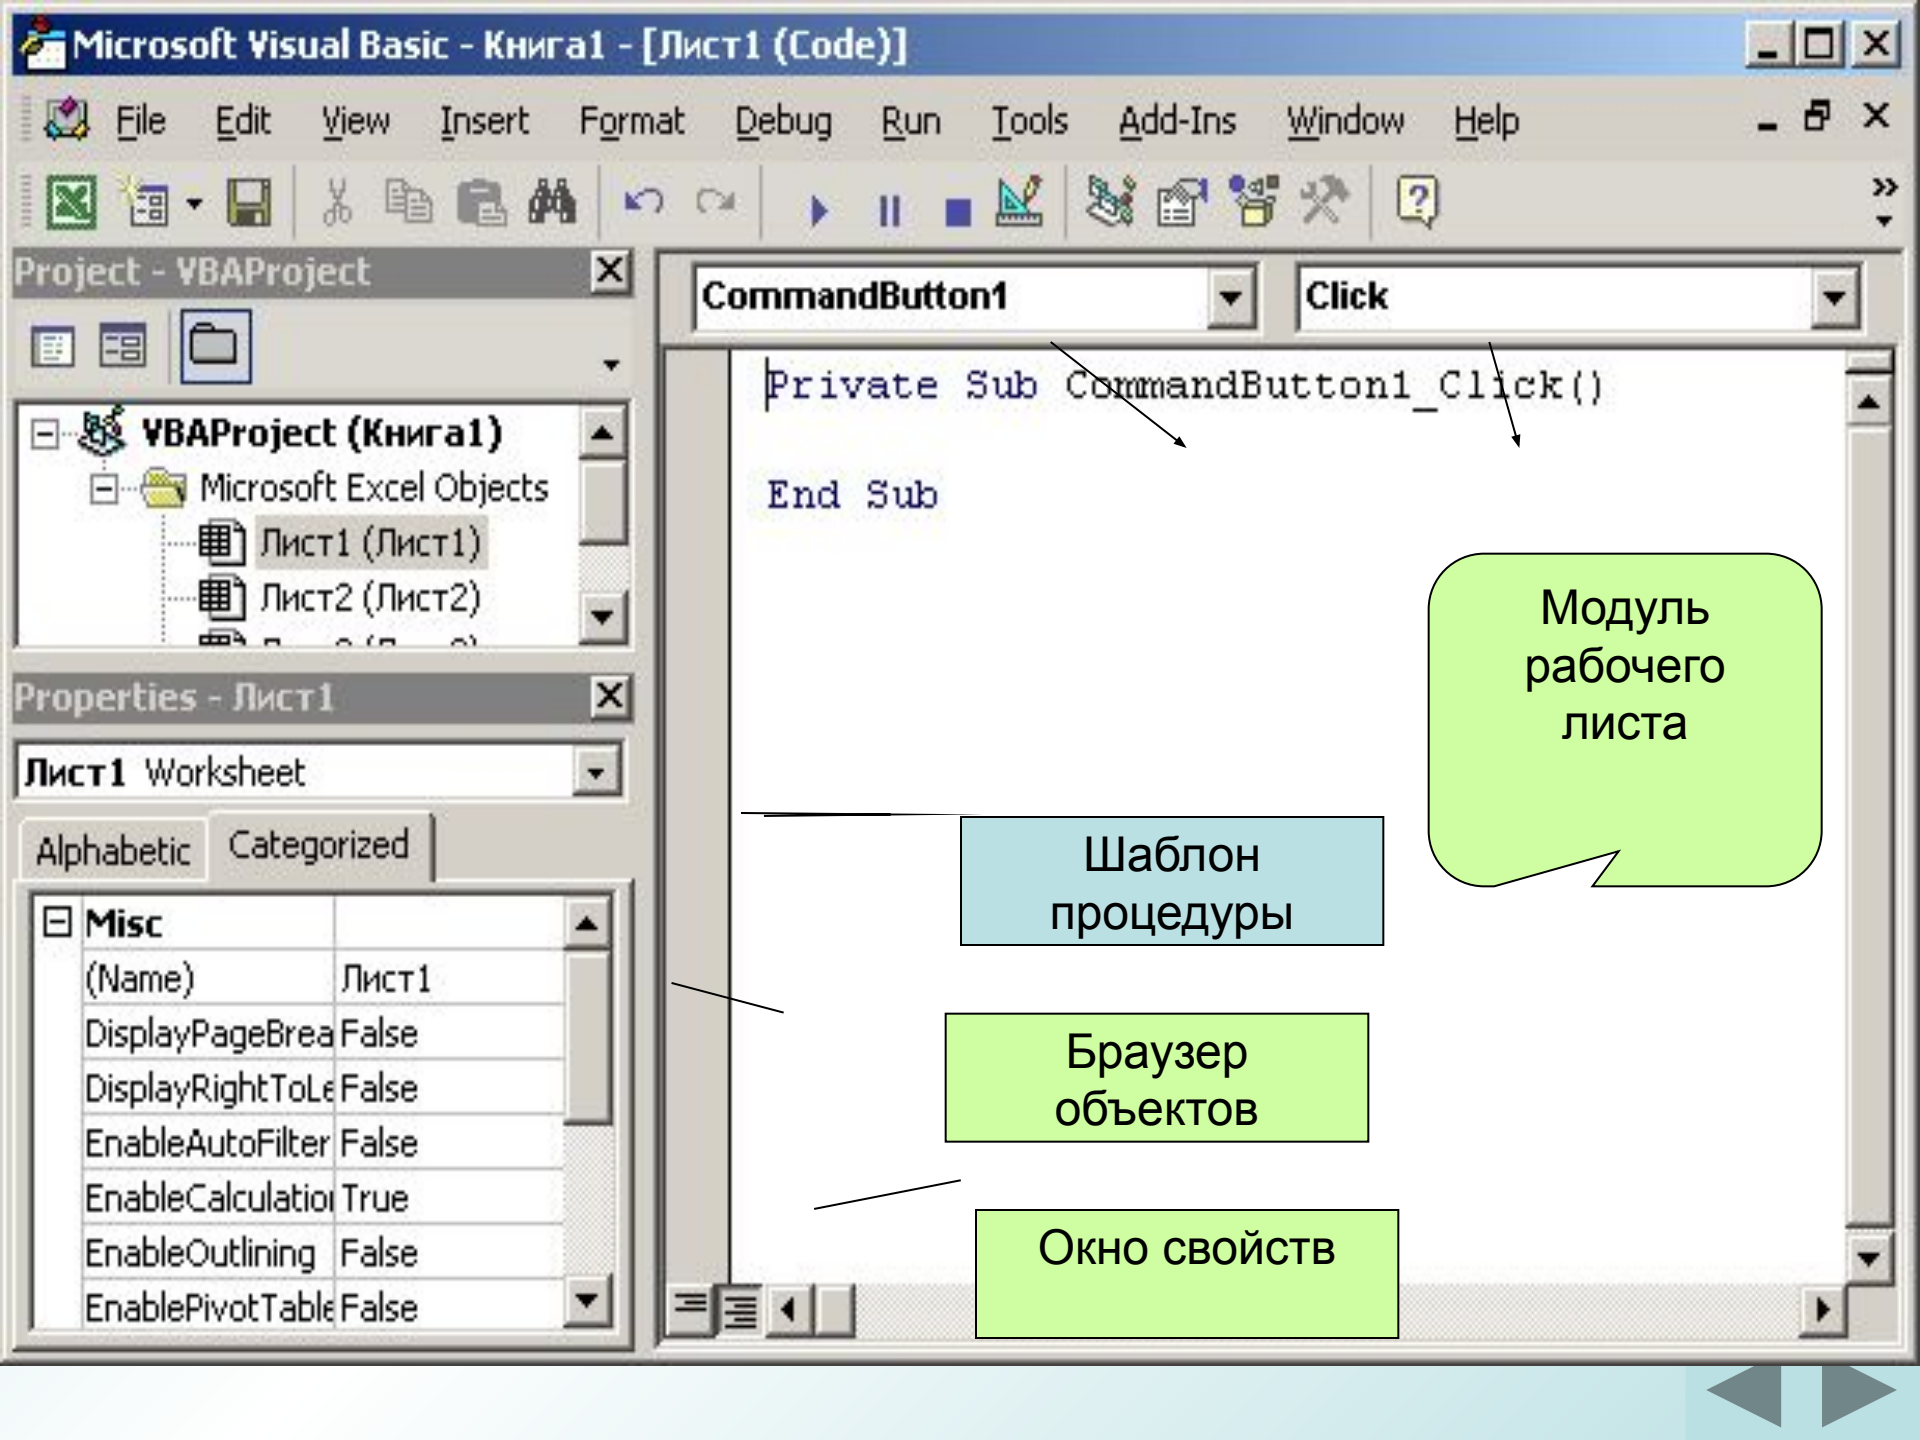 Microsoft Visual Basic - Книга1 - [Лист1 (Code)]
File Edit View Insert Format Debug Run Tools Add-Ins Window Help
Project - VBAProject
VBAProject (Книга1)
Microsoft Excel Objects
Лист1 (Лист1)
Лист2 (Лист2)
Properties - Лист1
Лист1 Worksheet
Alphabetic Categorized
Misc
(Name) Лист1
DisplayPageBrea False
DisplayRightToLe False
EnableAutoFilter False
EnableCalculation True
EnableOutlining False
EnablePivotTable False
CommandButton1 Click
Private Sub CommandButton1_Click()
End Sub
Модуль
рабочего
листа
Шаблон
процедуры
Браузер
объектов
Окно свойств